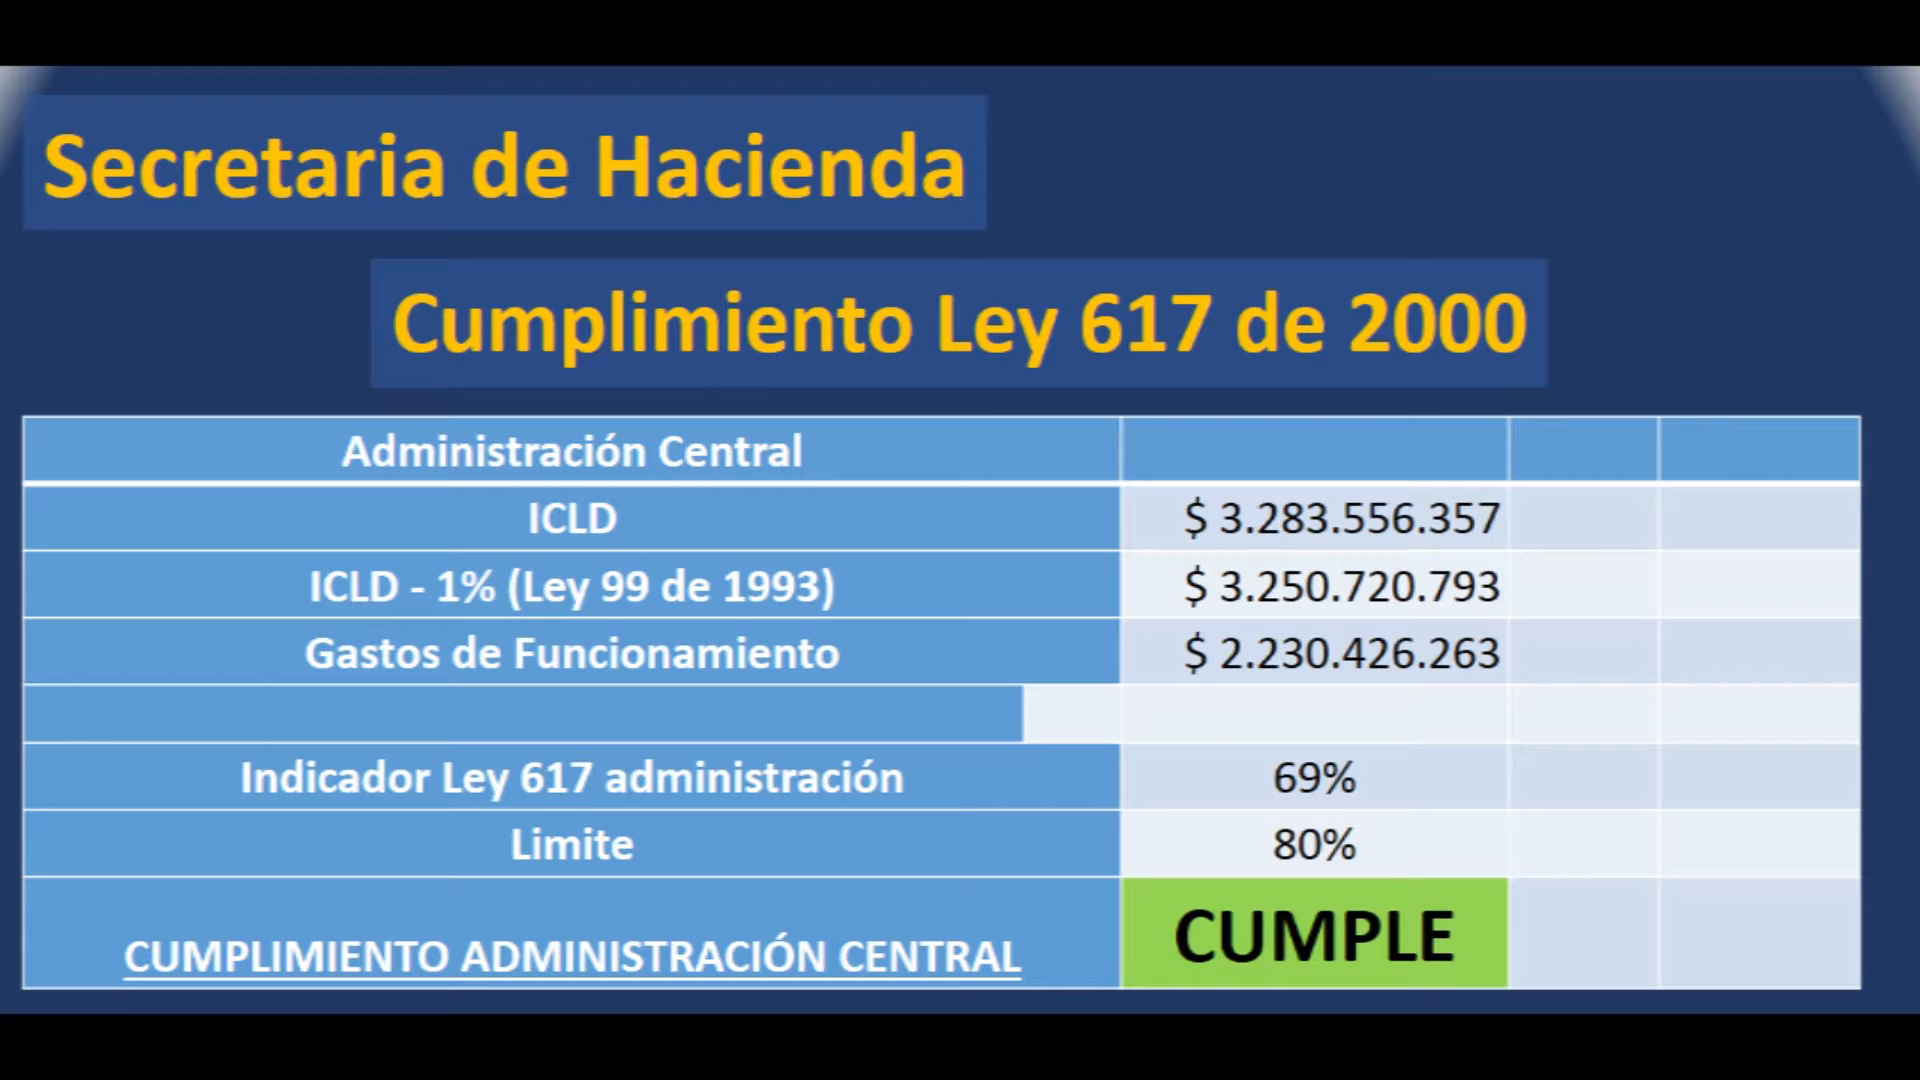 Secretaria de Hacienda
Cumplimiento Ley 617 de 2000
Administración Central
ICLD $ 3.283.556.357
ICLD - 1% (Ley 99 de 1993) $ 3.250.720.793
Gastos de Funcionamiento $ 2.230.426.263
Indicador Ley 617 administración 69%
Limite 80%
CUMPLIMIENTO ADMINISTRACIÓN CENTRAL CUMPLE